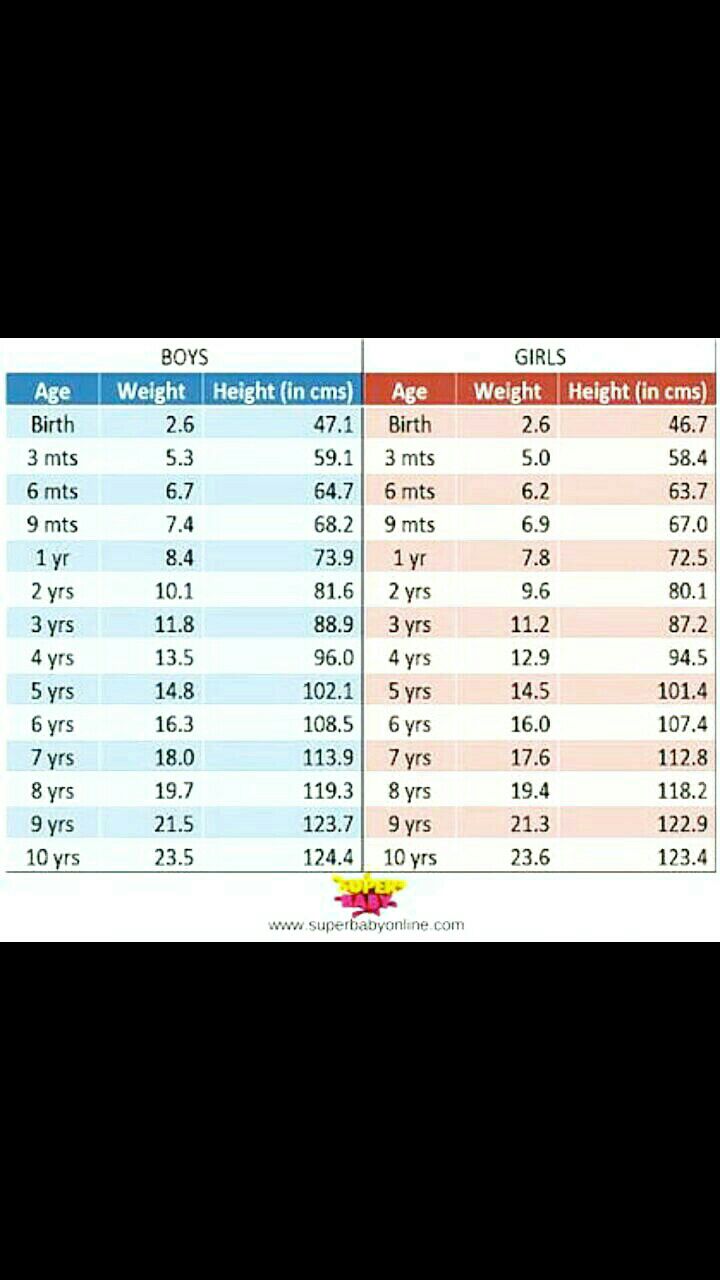 BOYS GIRLS
Age Weight Height (in cms) Age Weight Height (in cms)
Birth 2.6 47.1 Birth 2.6 46.7
3 mts 5.3 59.1 3 mts 5.0 58.4
6 mts 6.7 64.7 6 mts 6.2 63.7
9 mts 7.4 68.2 9 mts 6.9 67.0
1 yr 8.4 73.9 1 yr 7.8 72.5
2 yrs 10.1 81.6 2 yrs 9.6 80.1
3 yrs 11.8 88.9 3 yrs 11.2 87.2
4 yrs 13.5 96.0 4 yrs 12.9 94.5
5 yrs 14.8 102.1 5 yrs 14.5 101.4
6 yrs 16.3 108.5 6 yrs 16.0 107.4
7 yrs 18.0 113.9 7 yrs 17.6 112.8
8 yrs 19.7 119.3 8 yrs 19.4 118.2
9 yrs 21.5 123.7 9 yrs 21.3 122.9
10 yrs 23.5 124.4 10 yrs 23.6 123.4
SUPER
BABY
www.superbabyonline.com